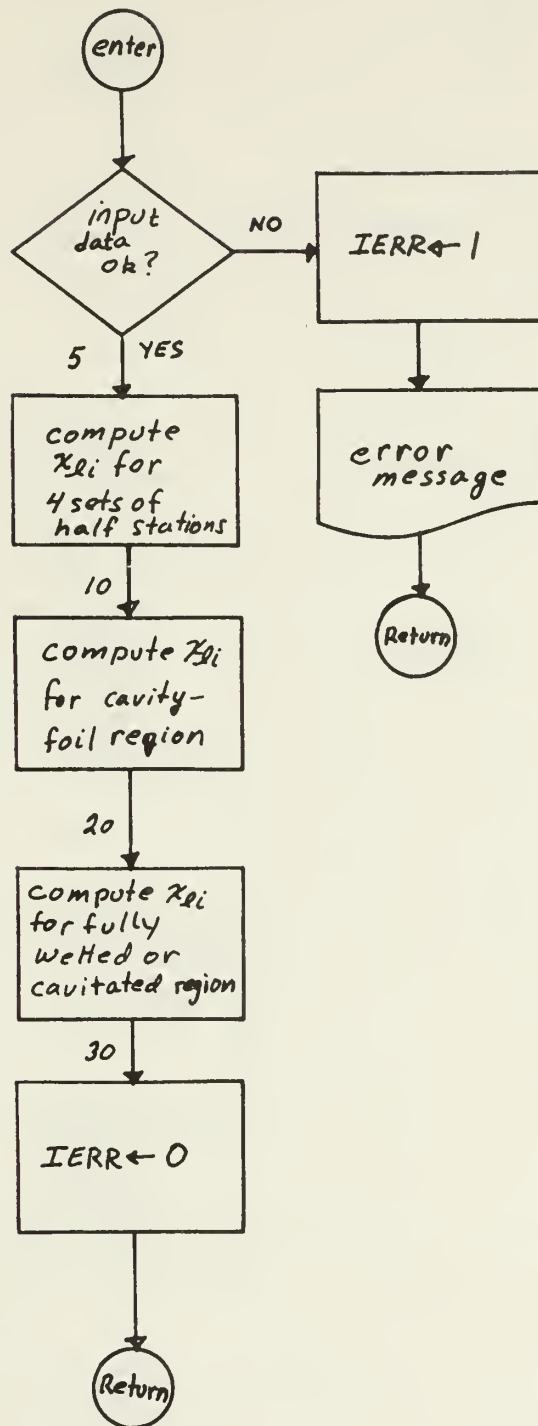 enter
input
data
ok?
NO
IERR ← 1
5 YES
error
message
compute
x_li for
4 sets of
half stations
10
Return
compute x_li
for cavity-
foil region
20
compute x_li
for fully
wetted or
cavitated region
30
IERR ← 0
Return